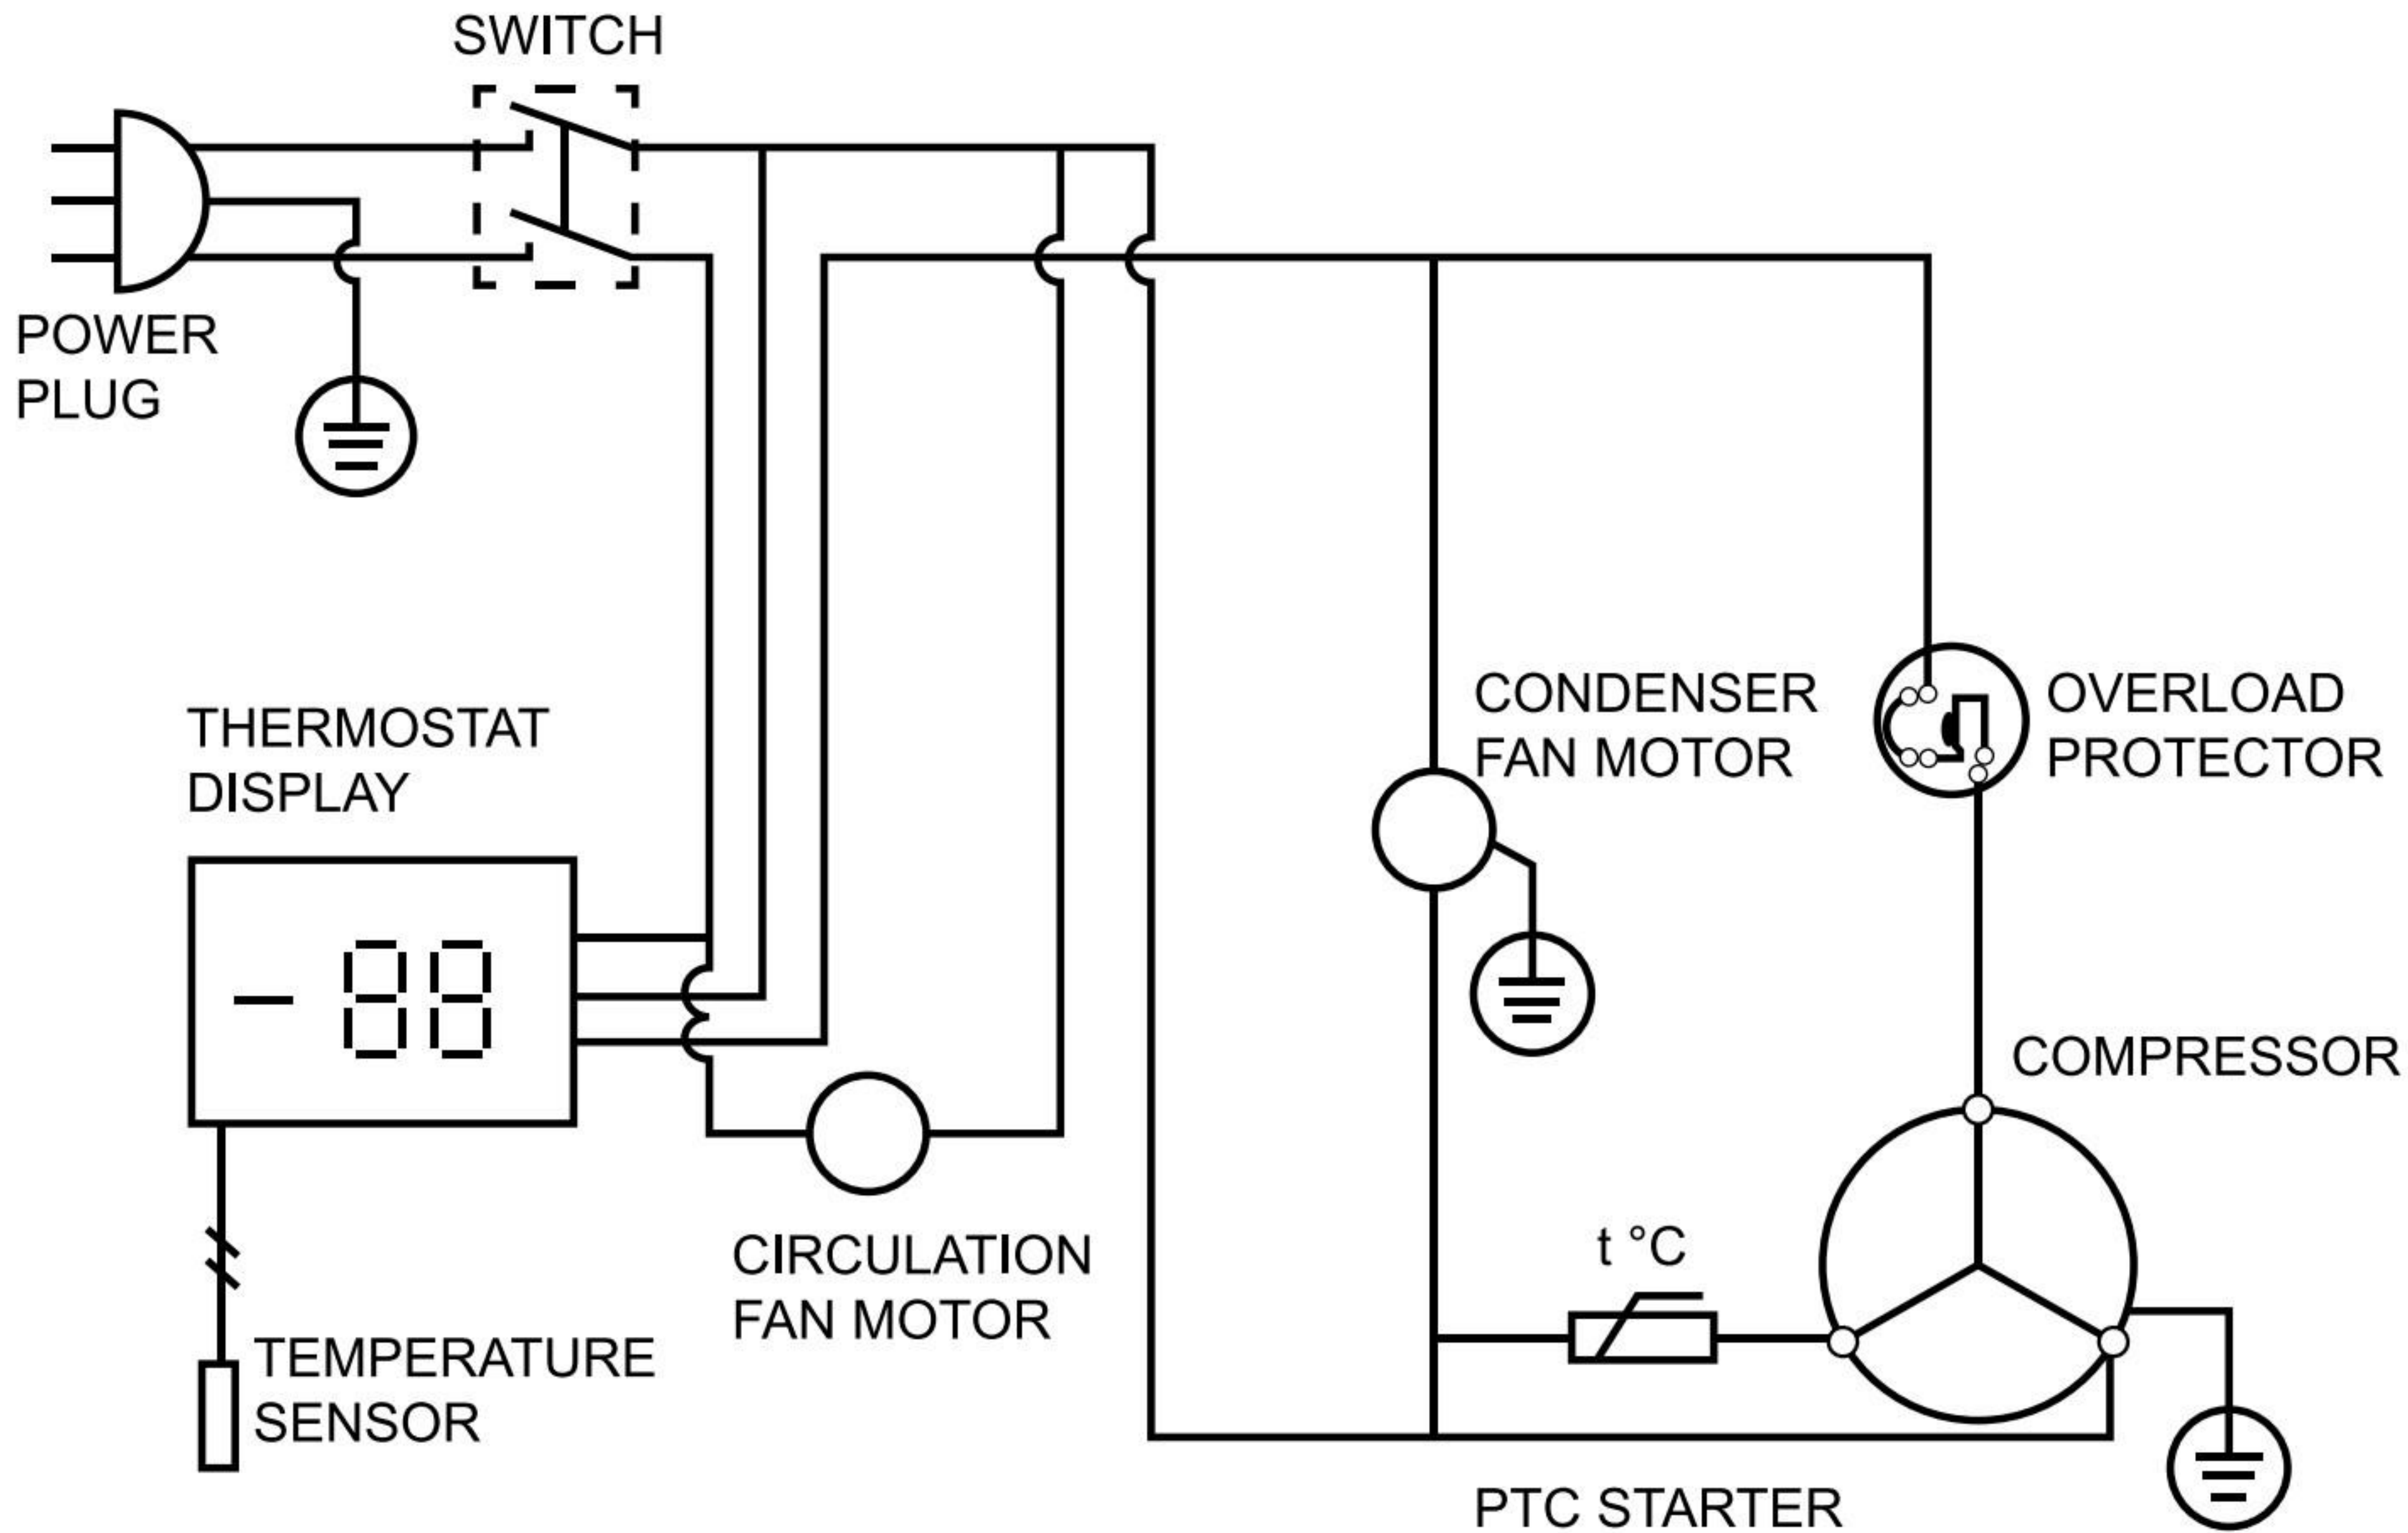 SWITCH
POWER
PLUG
THERMOSTAT
DISPLAY
- 88
CONDENSER
FAN MOTOR
OVERLOAD
PROTECTOR
COMPRESSOR
CIRCULATION
FAN MOTOR
t °C
TEMPERATURE
SENSOR
PTC STARTER